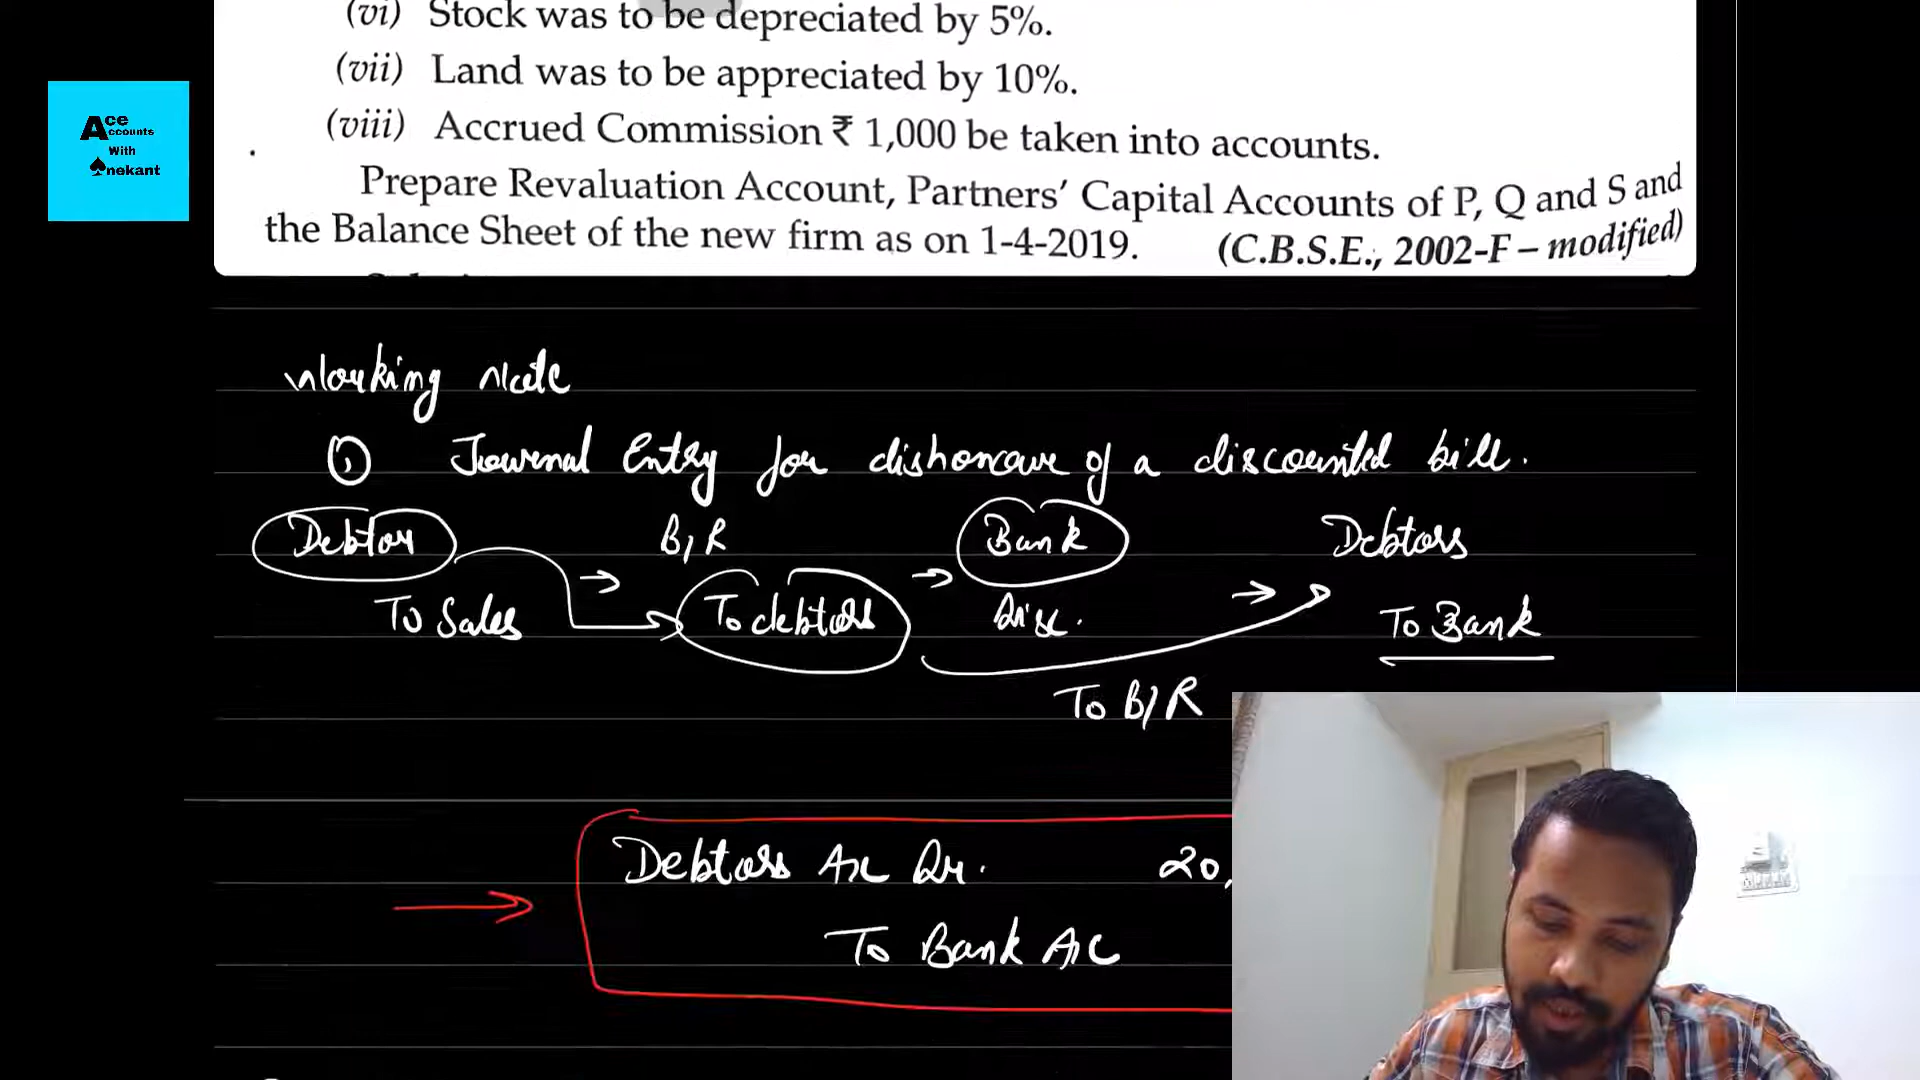 (vi) Stock was to be depreciated by 5%.
(vii) Land was to be appreciated by 10%.
(viii) Accrued Commission ₹ 1,000 be taken into accounts.
Prepare Revaluation Account, Partners' Capital Accounts of P, Q and S and
the Balance Sheet of the new firm as on 1-4-2019. (C.B.S.E., 2002-F – modified)
Ace
Accounts
With
Anekant
Working note
① Journal Entry for dishonour of a discounted bill.
Debtor B/R Bank Debtors
To Sales To debtors Disc. To Bank
To B/R
Debtors A/c Dr. 20,
To Bank A/C